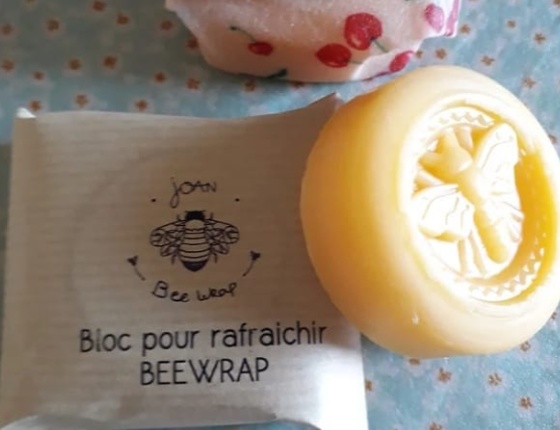 JOAN
Bee Wrap
Bloc pour rafraichir
BEEWRAP